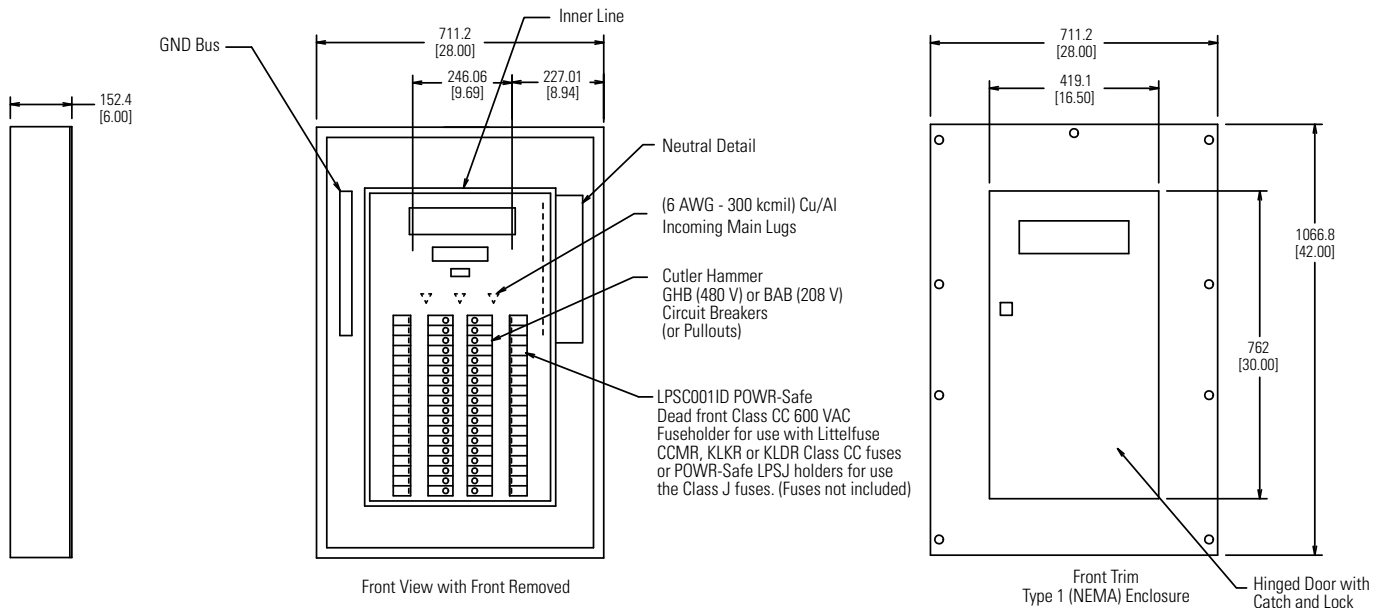 Inner Line
GND Bus
711.2
[28.00]
246.06
[9.69]
227.01
[8.94]
152.4
[6.00]
Neutral Detail
(6 AWG - 300 kcmil) Cu/Al
Incoming Main Lugs
Cutler Hammer
GHB (480 V) or BAB (208 V)
Circuit Breakers
(or Pullouts)
LPSC001ID POWR-Safe
Dead front Class CC 600 VAC
Fuseholder for use with Littelfuse
CCMR, KLKR or KLDR Class CC fuses
or POWR-Safe LPSJ holders for use
the Class J fuses. (Fuses not included)
Front View with Front Removed
711.2
[28.00]
419.1
[16.50]
1066.8
[42.00]
762
[30.00]
Front Trim
Type 1 (NEMA) Enclosure
Hinged Door with
Catch and Lock